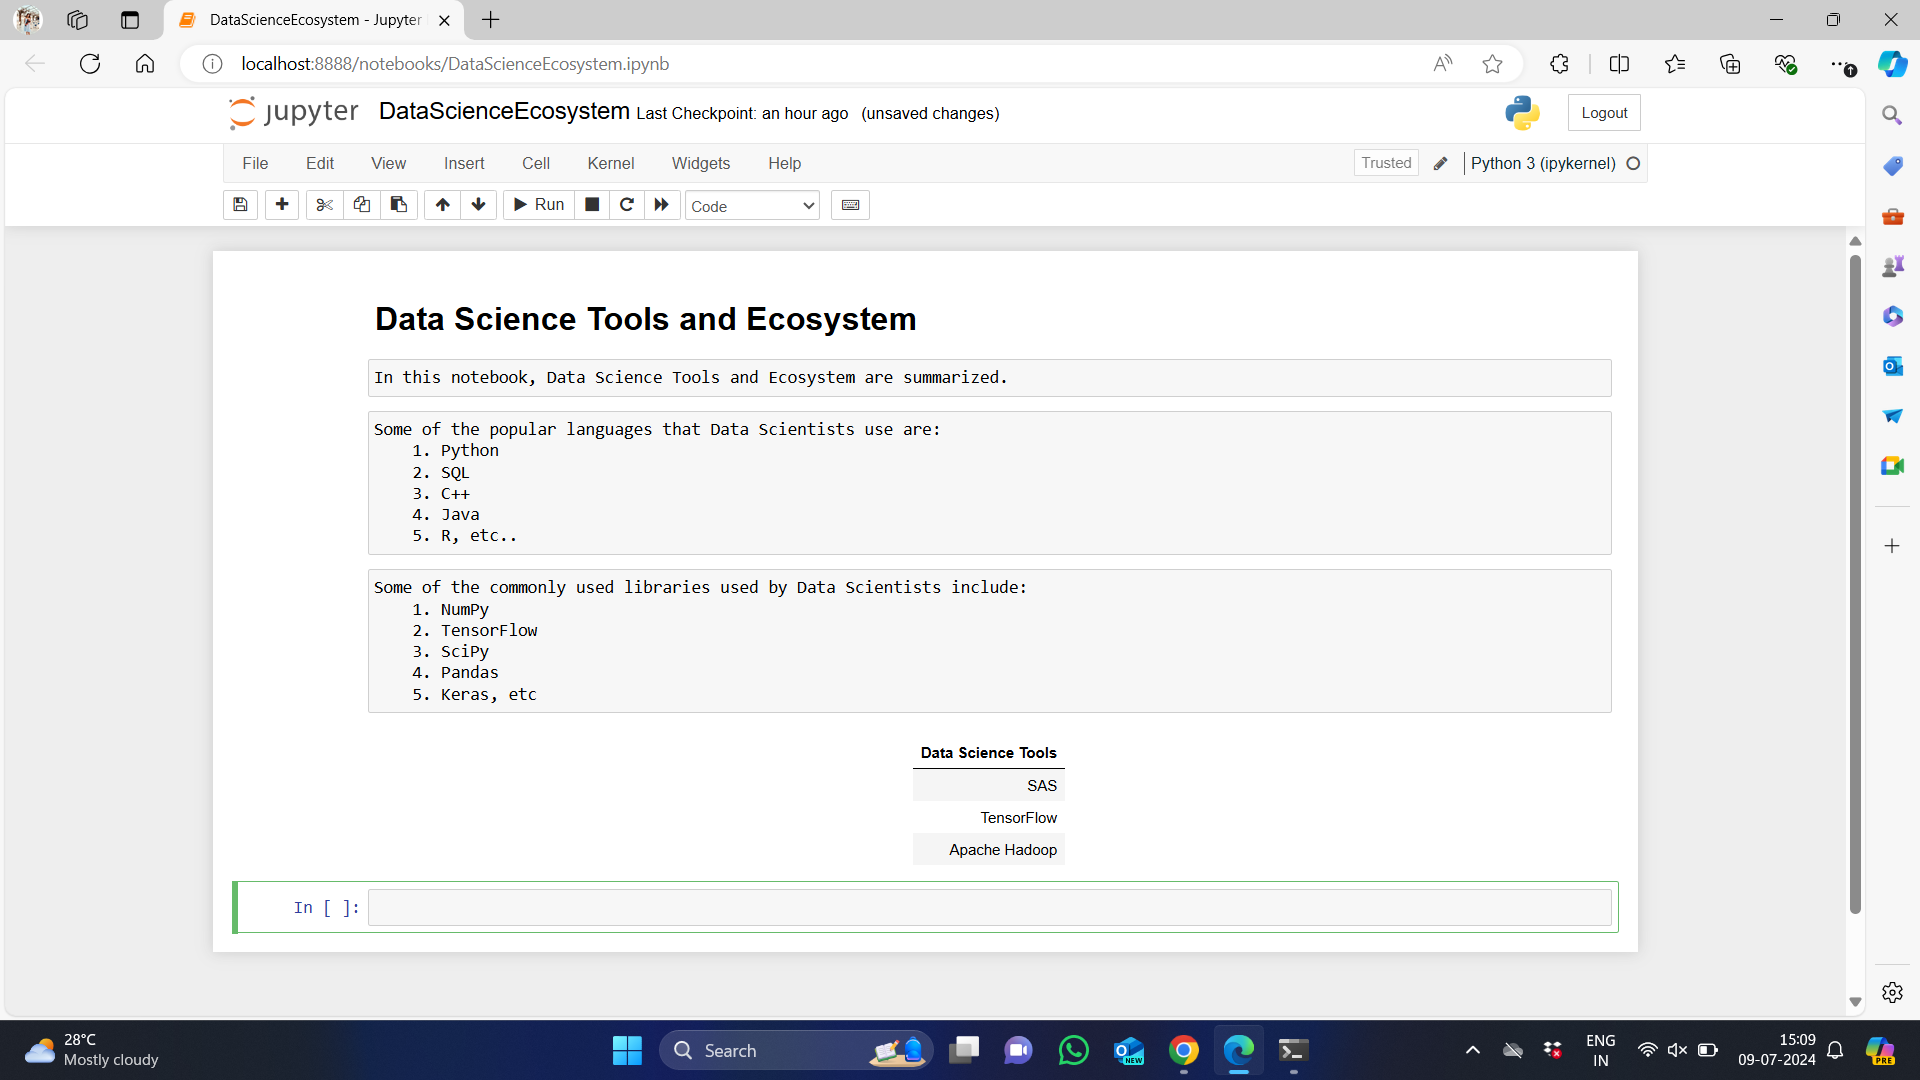 DataScienceEcosystem - Jupyter
localhost:8888/notebooks/DataScienceEcosystem.ipynb
jupyter DataScienceEcosystem Last Checkpoint: an hour ago (unsaved changes)
Logout
File Edit View Insert Cell Kernel Widgets Help
Trusted Python 3 (ipykernel)
Run Code
Data Science Tools and Ecosystem
In this notebook, Data Science Tools and Ecosystem are summarized.
Some of the popular languages that Data Scientists use are:
1. Python
2. SQL
3. C++
4. Java
5. R, etc..
Some of the commonly used libraries used by Data Scientists include:
1. NumPy
2. TensorFlow
3. SciPy
4. Pandas
5. Keras, etc
Data Science Tools
SAS
TensorFlow
Apache Hadoop
In [ ]:
28°C
Mostly cloudy
Search
NEW
ENG
IN
15:09
09-07-2024
PRE